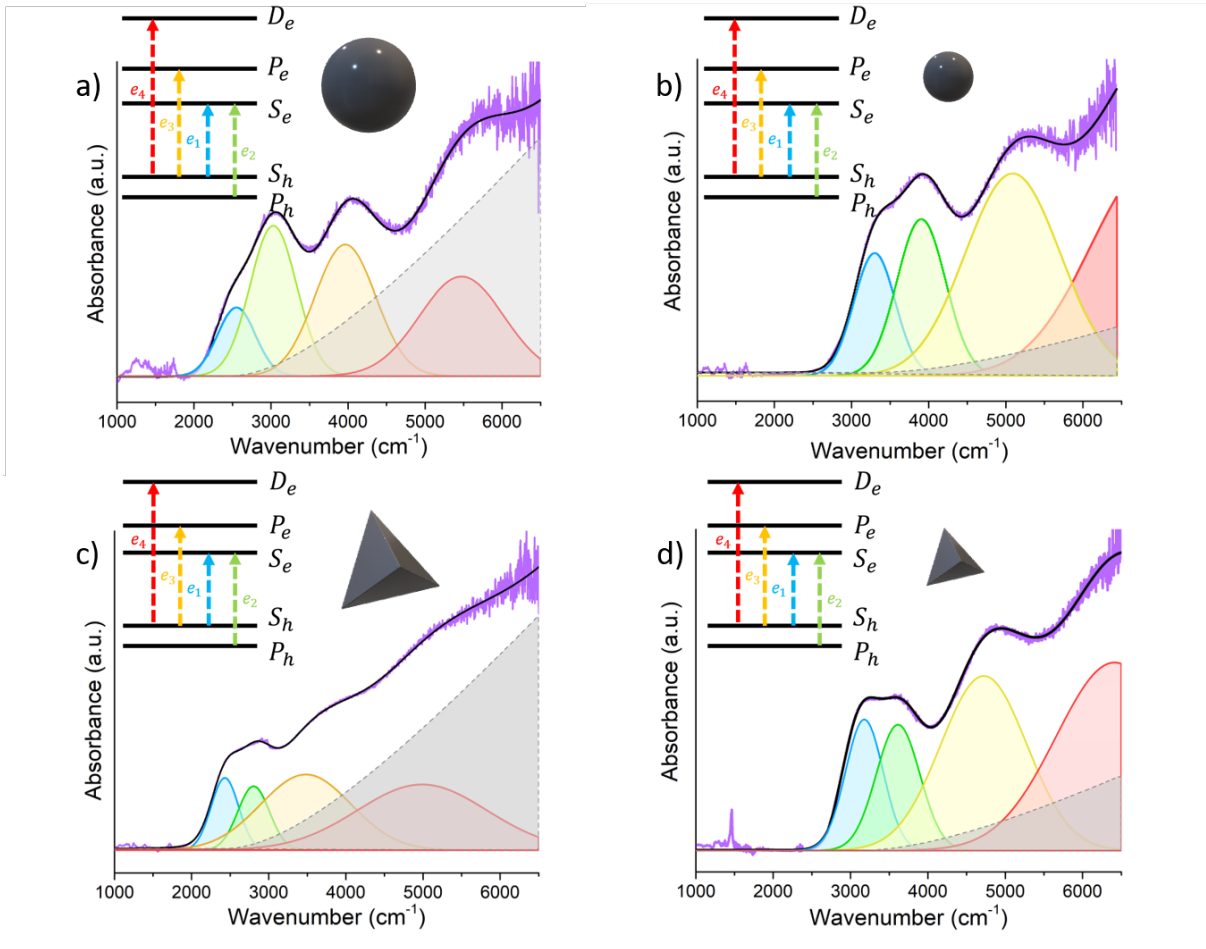 a)
D_e
P_e
S_e
S_h
P_h
e_4
e_3
e_1
e_2
Absorbance (a.u.)
1000 2000 3000 4000 5000 6000
Wavenumber (cm⁻¹)
b)
D_e
P_e
S_e
S_h
P_h
e_4
e_3
e_1
e_2
Absorbance (a.u.)
1000 2000 3000 4000 5000 6000
Wavenumber (cm⁻¹)
c)
D_e
P_e
S_e
S_h
P_h
e_4
e_3
e_1
e_2
Absorbance (a.u.)
1000 2000 3000 4000 5000 6000
Wavenumber (cm⁻¹)
d)
D_e
P_e
S_e
S_h
P_h
e_4
e_3
e_1
e_2
Absorbance (a.u.)
1000 2000 3000 4000 5000 6000
Wavenumber (cm⁻¹)